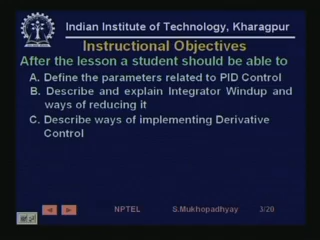 Indian Institute of Technology, Kharagpur
Instructional Objectives
After the lesson a student should be able to
A. Define the parameters related to PID Control
B. Describe and explain Integrator Windup and
ways of reducing it
C. Describe ways of implementing Derivative
Control
NPTEL S.Mukhopadhyay 3/20